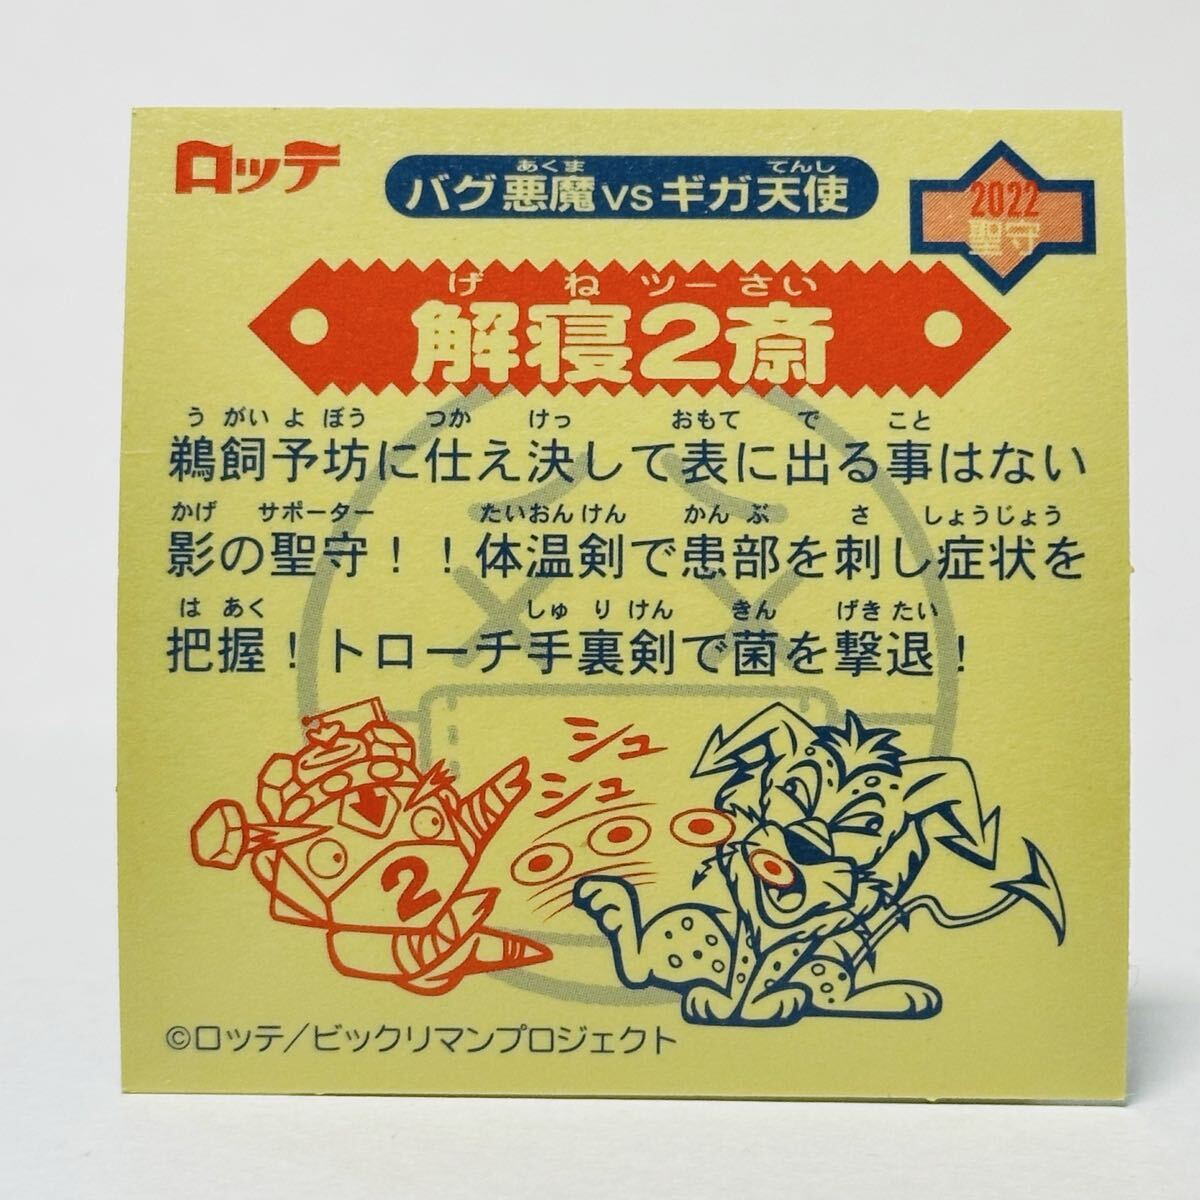 ロッテ
あくま てんし
バグ悪魔vsギガ天使
2022
聖守
げ ね ツー さい
解寝2斎
う がい よ ぼう つか けっ おもて で こと
鵜飼予坊に仕え決して表に出る事はない
かげ サポーター たいおんけん かん ぶ さ しょうじょう
影の聖守！！体温剣で患部を刺し症状を
は あく しゅ り けん きん げき たい
把握！トローチ手裏剣で菌を撃退！
シュ
シュ
2
©ロッテ/ビックリマンプロジェクト